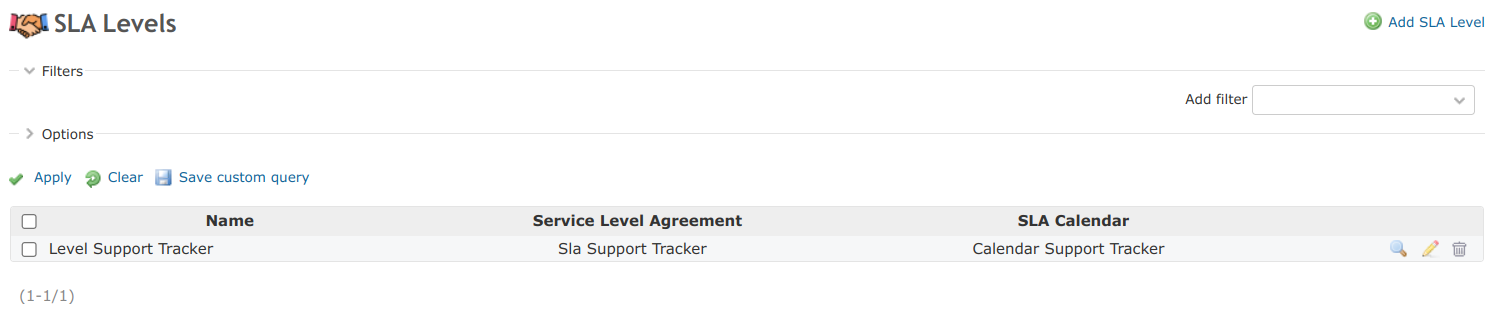 SLA Levels
Add SLA Level
Filters
Add filter
Options
Apply Clear Save custom query
Name Service Level Agreement SLA Calendar
Level Support Tracker Sla Support Tracker Calendar Support Tracker
(1-1/1)